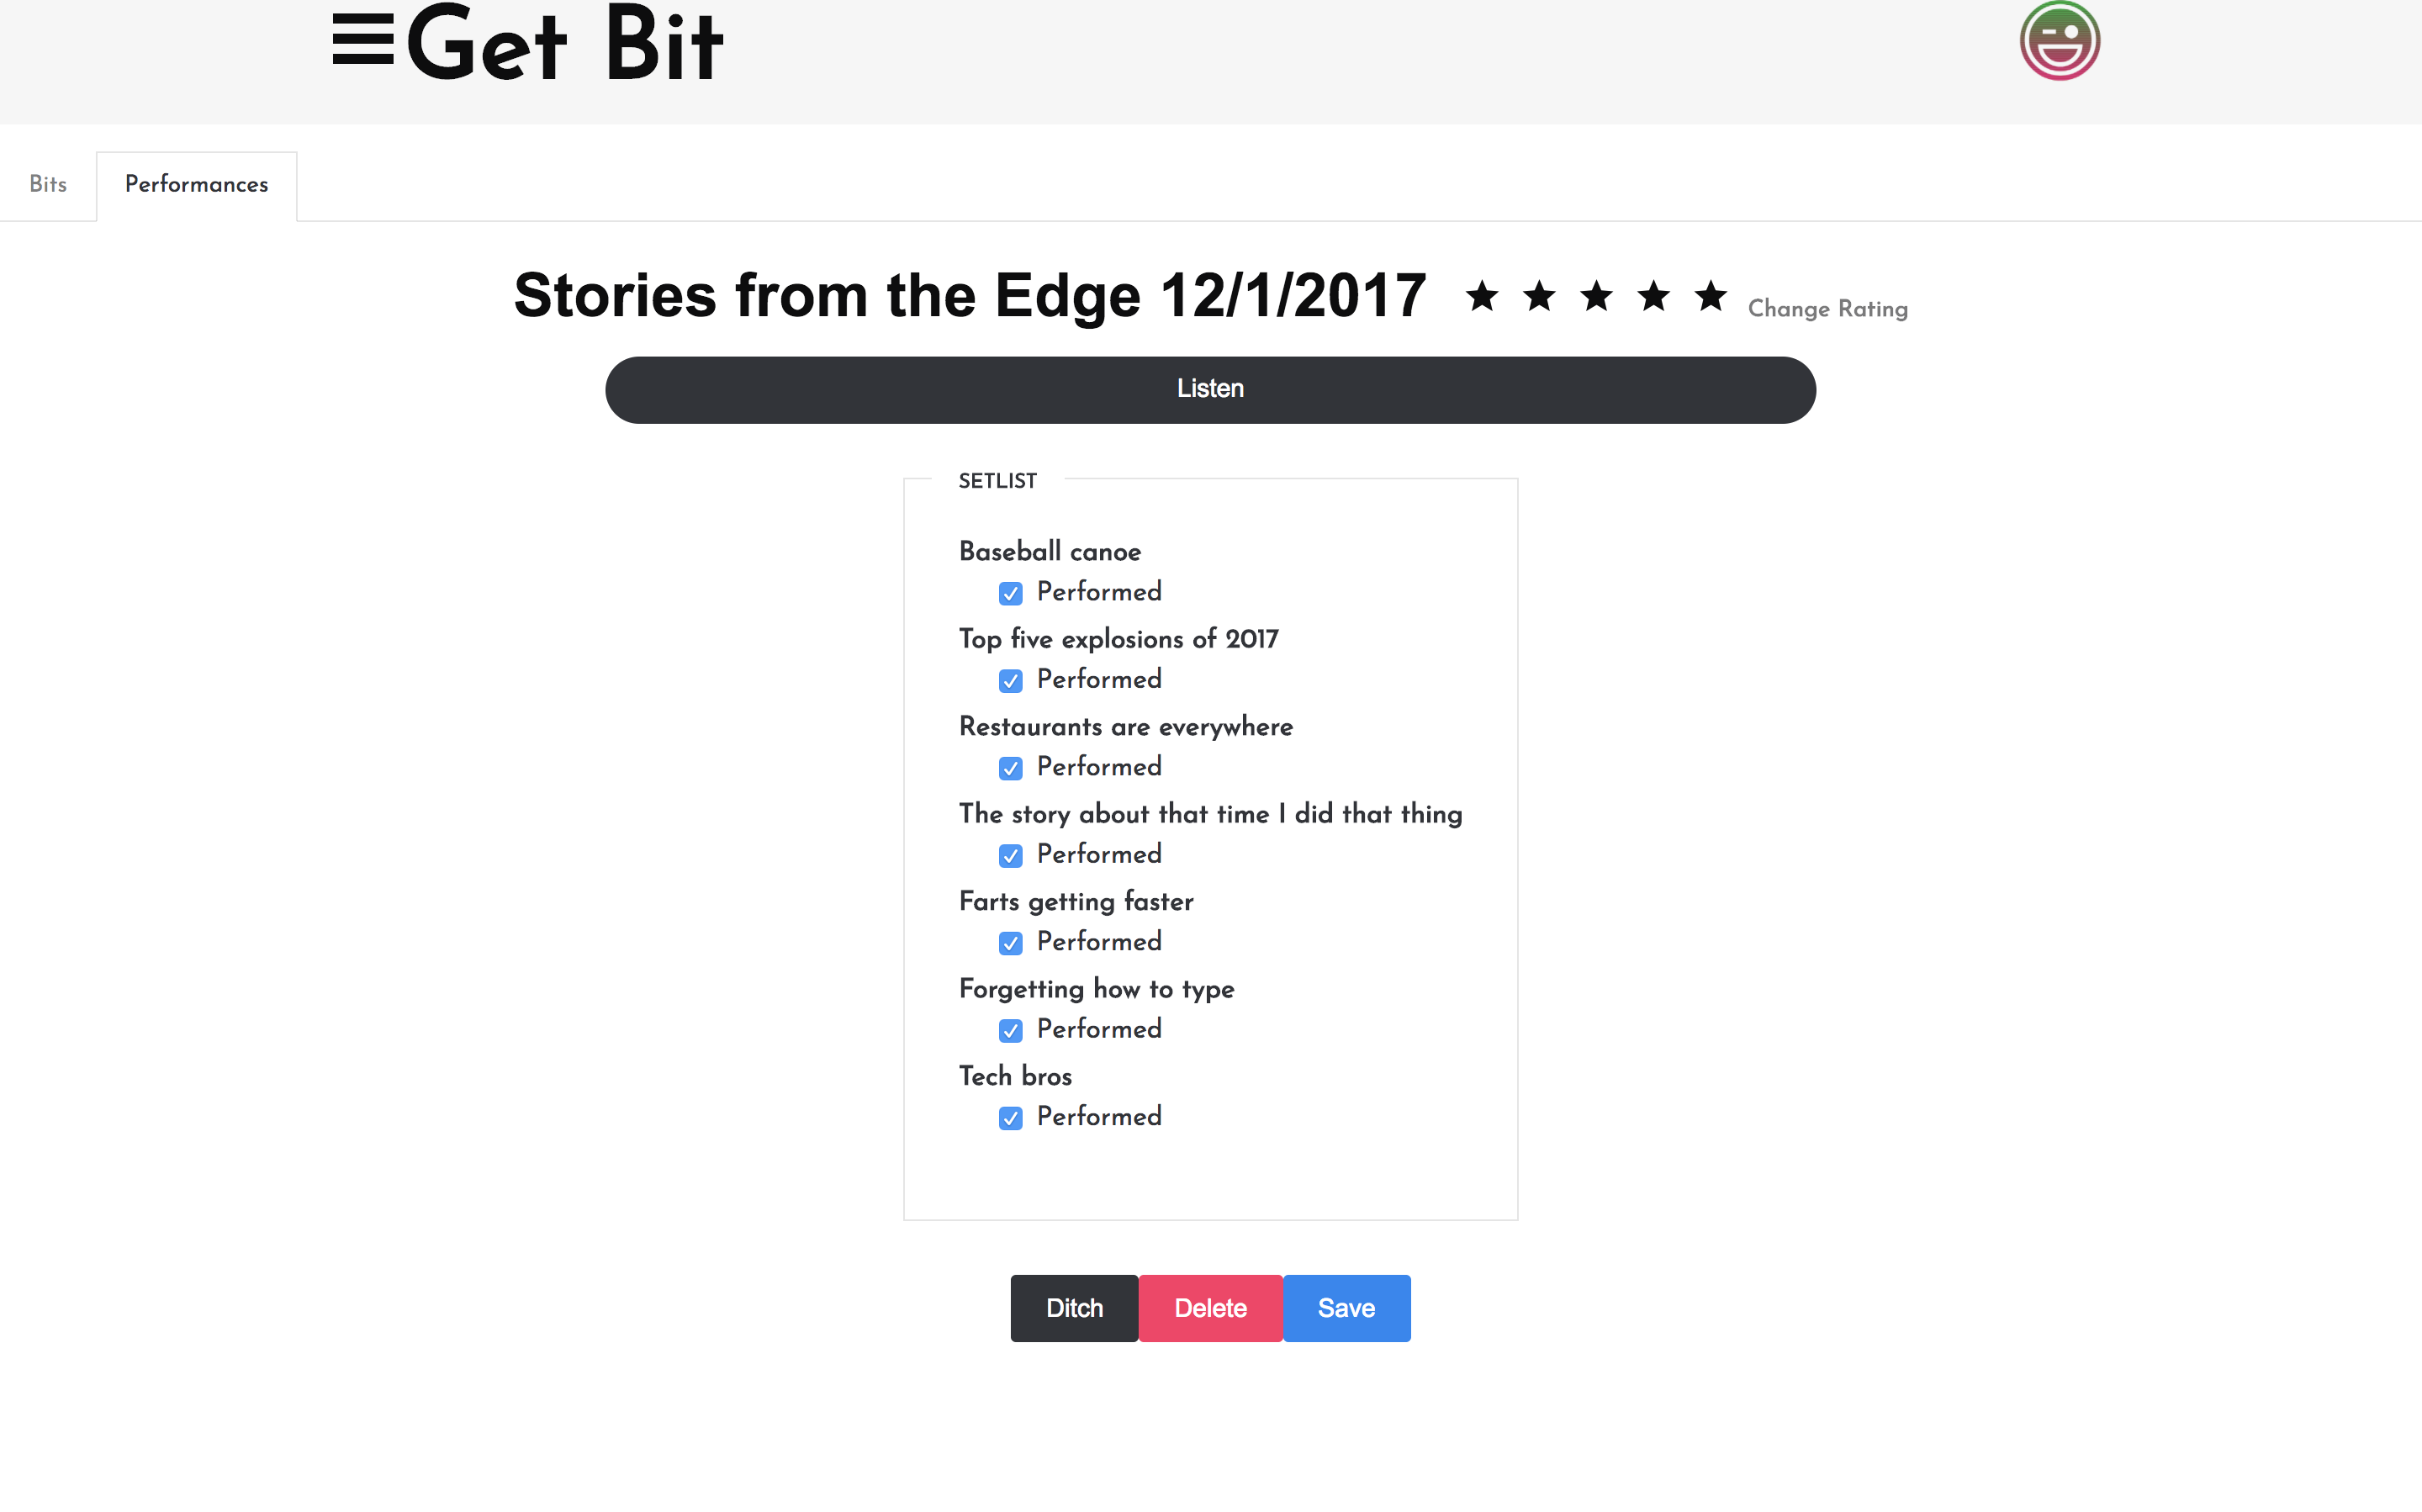 Get Bit
Bits Performances
Stories from the Edge 12/1/2017 Change Rating
Listen
SETLIST
Baseball canoe
Performed
Top five explosions of 2017
Performed
Restaurants are everywhere
Performed
The story about that time I did that thing
Performed
Farts getting faster
Performed
Forgetting how to type
Performed
Tech bros
Performed
Ditch Delete Save